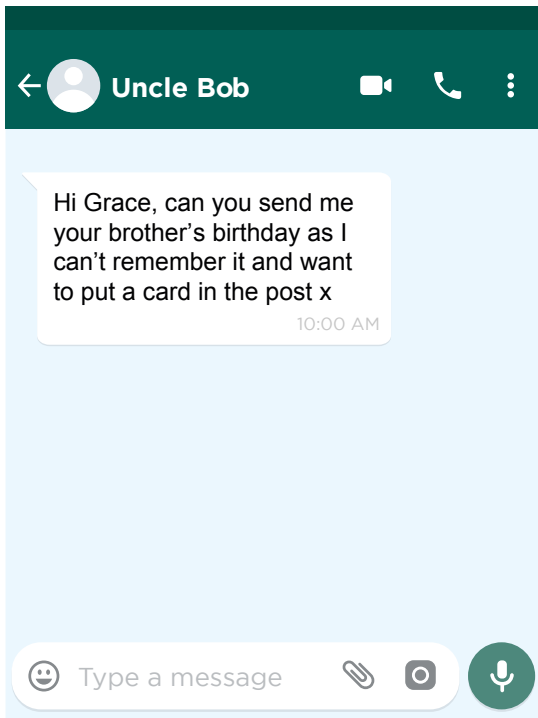 Uncle Bob
Hi Grace, can you send me
your brother’s birthday as I
can’t remember it and want
to put a card in the post x
10:00 AM
Type a message